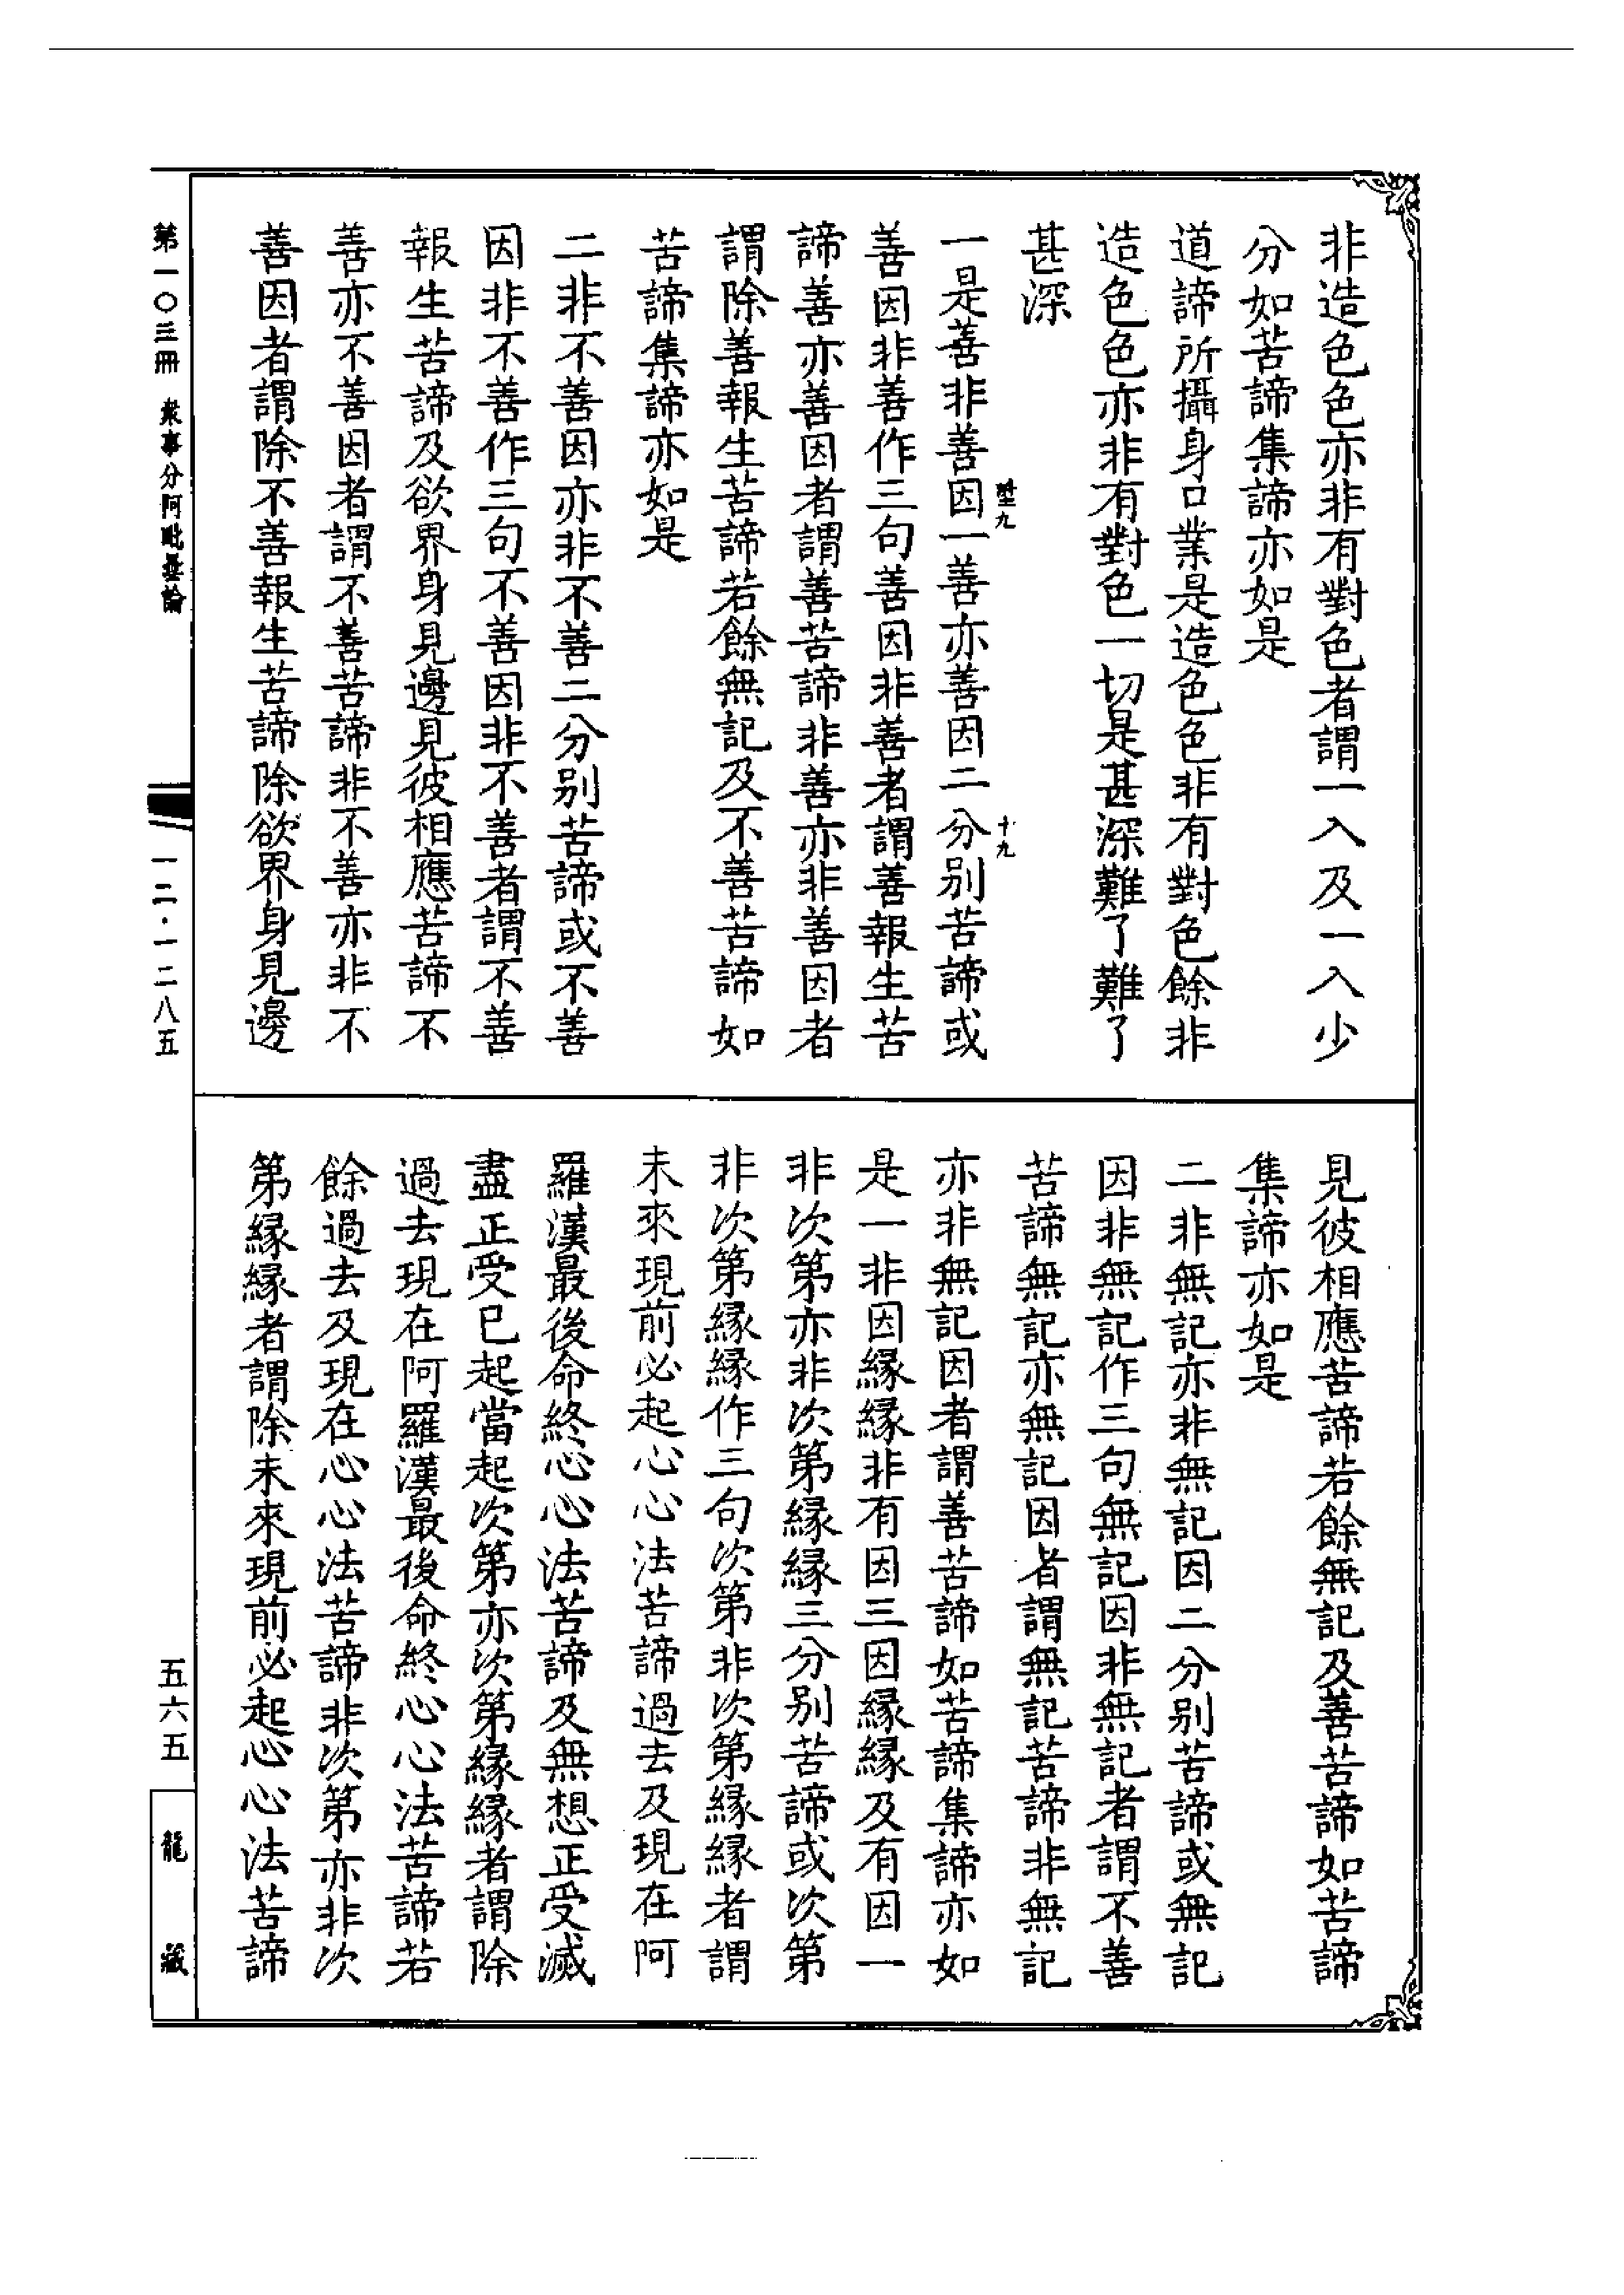 非造色色亦非有對色者謂一入及一入少
分如苦諦集諦亦如是
道諦所攝身口業是造色色非有對色餘非
造色色亦非有對色一切是甚深難了難了
甚深
一是善非善因一善亦善因二分別苦諦或
善因非善作三句善因非善者謂善報生苦
諦善亦善因者謂善苦諦非善亦非善因者
謂除善報生苦諦若餘無記及不善苦諦如
苦諦集諦亦如是
二非不善因亦非不善二分別苦諦或不善
因非不善作三句不善因非不善者謂不善
報生苦諦及欲界身見邊見彼相應苦諦不
善亦不善因者謂不善苦諦非不善亦非不
善因者謂除不善報生苦諦除欲界身見邊
見彼相應苦諦若餘無記及善苦諦如苦諦
集諦亦如是
二非無記亦非無記因二分別苦諦或無記
因非無記作三句無記因非無記者謂不善
苦諦無記亦無記因者謂無記苦諦非無記
亦非無記因者謂善苦諦如苦諦集諦亦如
是一非因緣緣非有因三因緣緣及有因一
非次第亦非次第緣緣三分別苦諦或次第
非次第緣緣作三句次第非次第緣緣者謂
未來現前必起心心法苦諦過去及現在阿
羅漢最後命終心心法苦諦及無想正受滅
盡正受已起當起次第亦次第緣緣者謂除
過去現在阿羅漢最後命終心心法苦諦若
餘過去及現在心心法苦諦非次第亦非次
第緣緣者謂除未來現前必起心心法苦諦
十九
第一〇三冊 眾事分阿毗曇論
一二·一二八五
五六五
龍藏